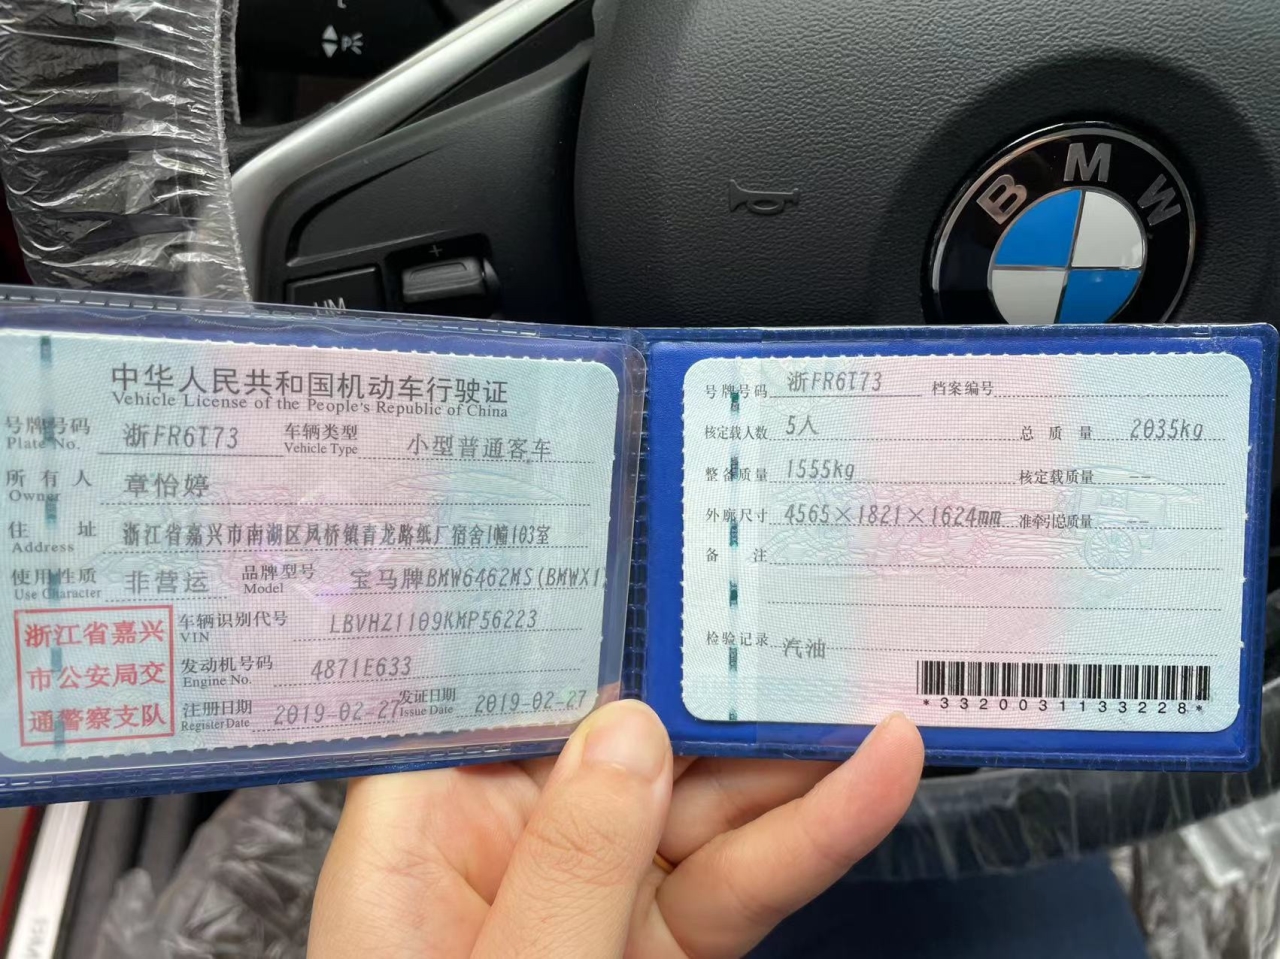 BMW
中华人民共和国机动车行驶证
Vehicle License of the People's Republic of China
号牌号码 浙FR6T73 车辆类型 小型普通客车
Plate No. Vehicle Type
所有人 章怡婷
Owner
住址 浙江省嘉兴市南湖区凤桥镇青龙路纸厂宿舍1幢103室
Address
使用性质 非营运 品牌型号 宝马牌BMW6462MS(BMWX1
Use Character Model
浙江省嘉兴
市公安局交
通警察支队
车辆识别代号 LBVHZ1109KMP56223
VIN
发动机号码 4871E633
Engine No.
注册日期 2019-02-27 发证日期 2019-02-27
Register Date Issue Date
号牌号码 浙FR6T73 档案编号
核定载人数 5人 总质量 2035kg
整备质量 1555kg 核定载质量 --
外廓尺寸 4565×1821×1624mm 准牵引总质量 --
备注
检验记录 汽油
*3320031133228*